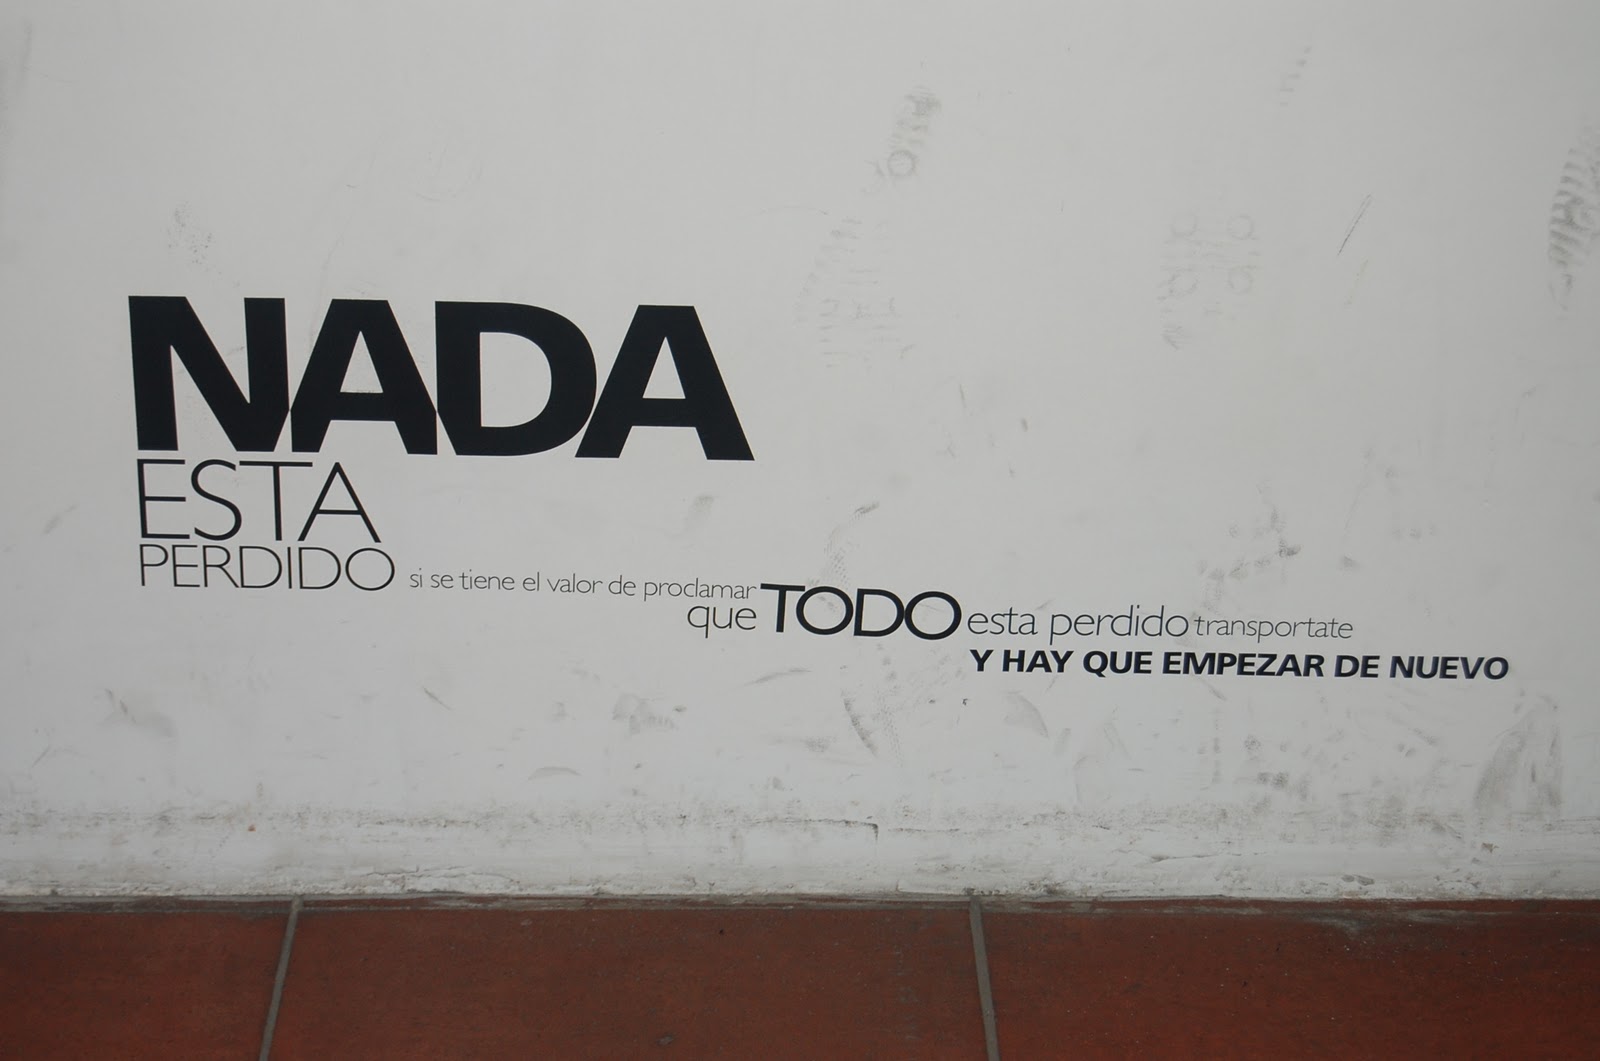 NADA
ESTA
PERDIDO si se tiene el valor de proclamar
que TODO esta perdido transportate
Y HAY QUE EMPEZAR DE NUEVO